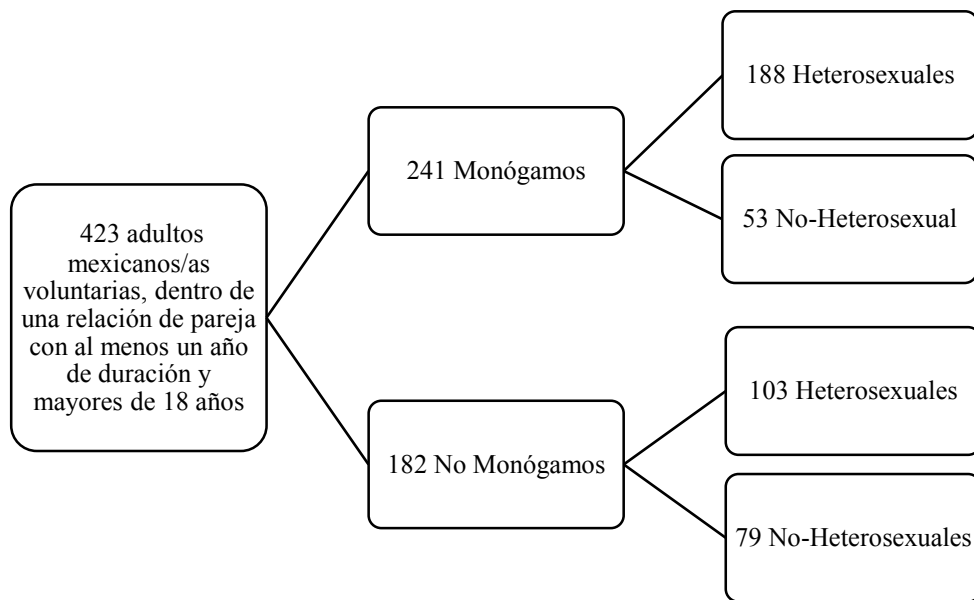 423 adultos
mexicanos/as
voluntarias, dentro de
una relación de pareja
con al menos un año
de duración y
mayores de 18 años
241 Monógamos
188 Heterosexuales
53 No-Heterosexual
182 No Monógamos
103 Heterosexuales
79 No-Heterosexuales